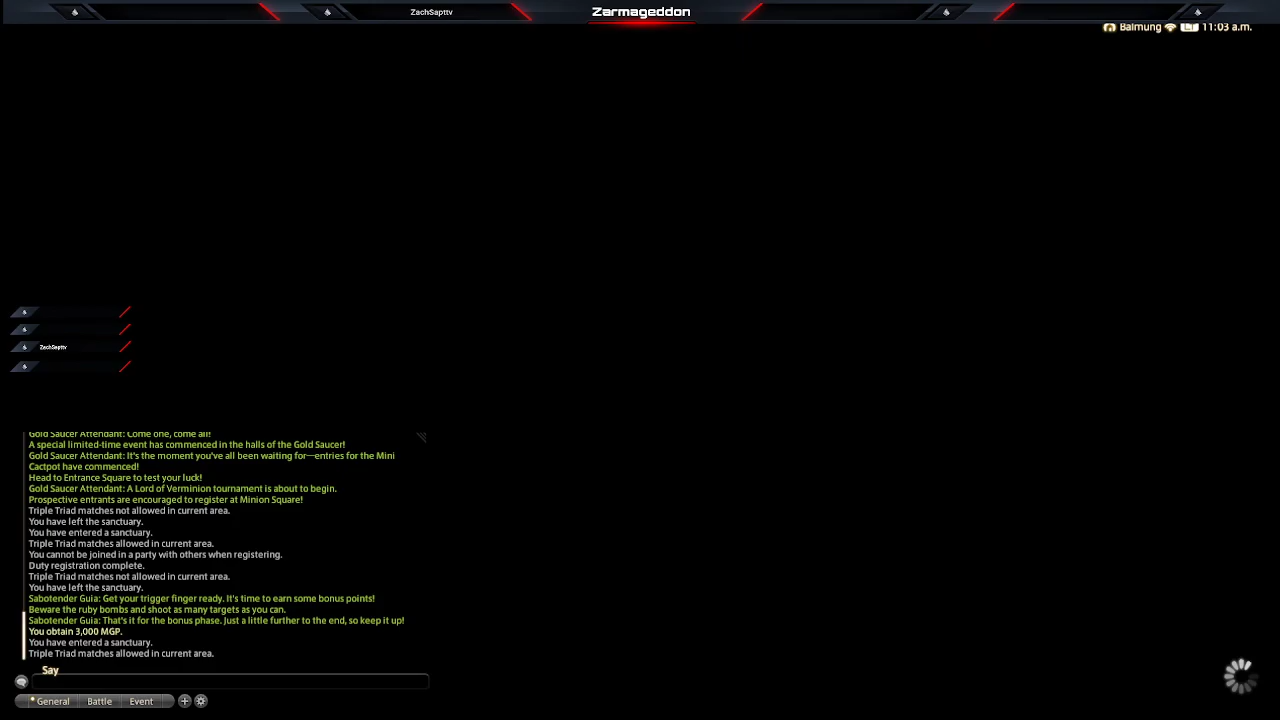 ZachSapttv
Zarmageddon
Balmung 11:03 a.m.
ZachSapttv
Gold Saucer Attendant: Come one, come all!
A special limited-time event has commenced in the halls of the Gold Saucer!
Gold Saucer Attendant: It's the moment you've all been waiting for—entries for the Mini
Cactpot have commenced!
Head to Entrance Square to test your luck!
Gold Saucer Attendant: A Lord of Verminion tournament is about to begin.
Prospective entrants are encouraged to register at Minion Square!
Triple Triad matches not allowed in current area.
You have left the sanctuary.
You have entered a sanctuary.
Triple Triad matches allowed in current area.
You cannot be joined in a party with others when registering.
Duty registration complete.
Triple Triad matches not allowed in current area.
You have left the sanctuary.
Sabotender Guia: Get your trigger finger ready. It's time to earn some bonus points!
Beware the ruby bombs and shoot as many targets as you can.
Sabotender Guia: That's it for the bonus phase. Just a little further to the end, so keep it up!
You obtain 3,000 MGP.
You have entered a sanctuary.
Triple Triad matches allowed in current area.
Say
General Battle Event